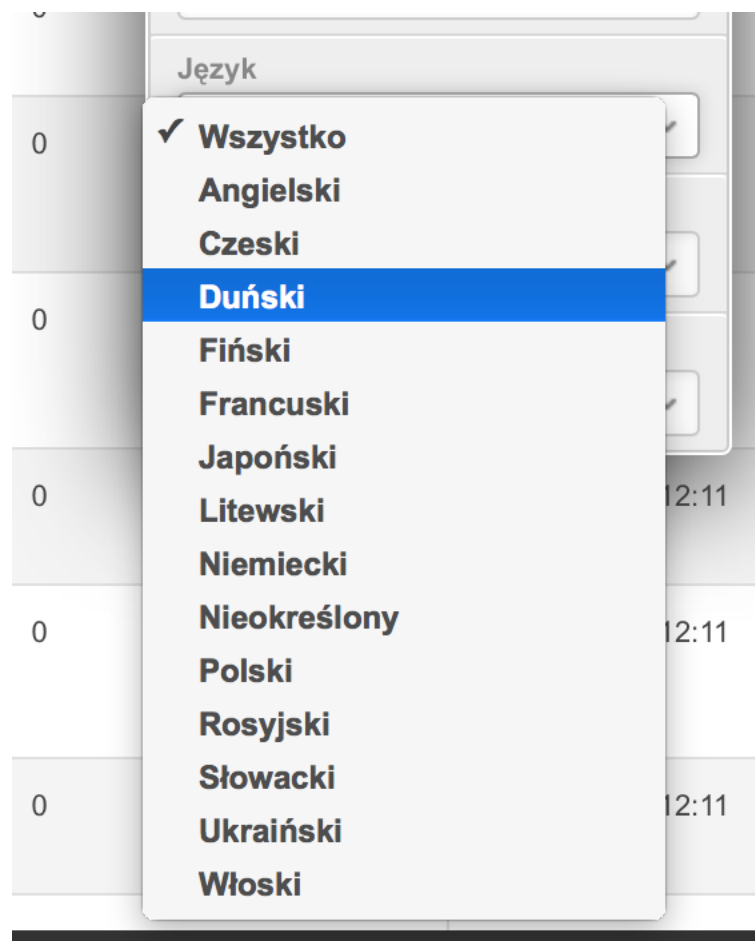 Język
0
✓ Wszystko
Angielski
Czeski
Duński
0
Fiński
Francuski
Japoński
0
12:11
Litewski
Niemiecki
Nieokreślony
0
12:11
Polski
Rosyjski
Słowacki
0
12:11
Ukraiński
Włoski